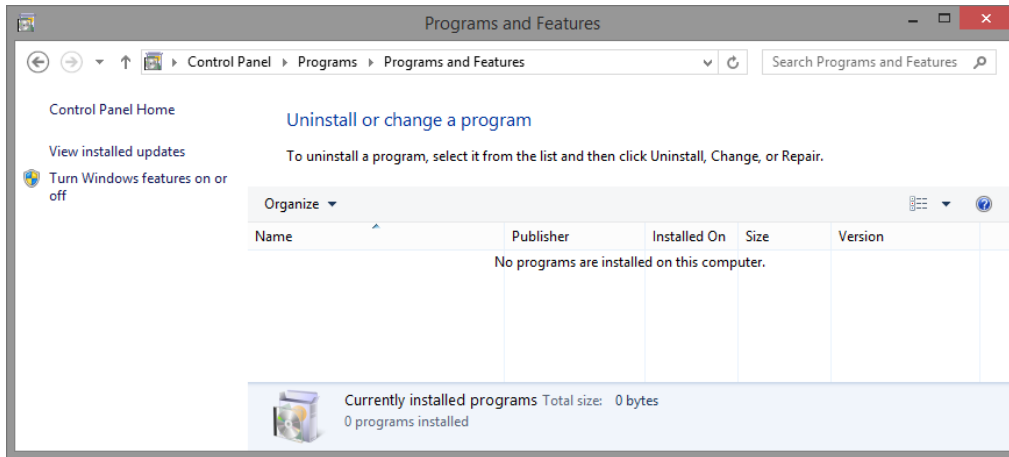 Programs and Features
Control Panel Programs Programs and Features
Search Programs and Features
Control Panel Home
View installed updates
Turn Windows features on or
off
Uninstall or change a program
To uninstall a program, select it from the list and then click Uninstall, Change, or Repair.
Organize
Name Publisher Installed On Size Version
No programs are installed on this computer.
Currently installed programs Total size: 0 bytes
0 programs installed